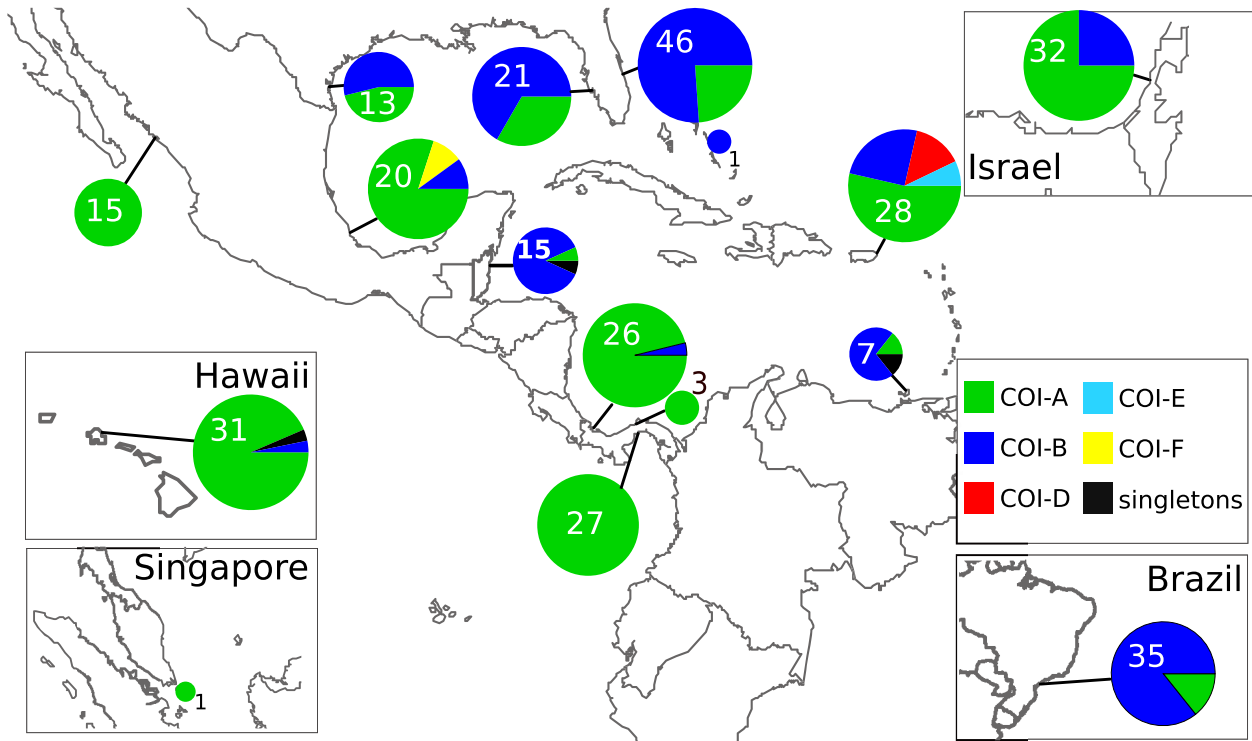 46
32
13
21
Israel
1
20
28
15
15
26
7
3
Hawaii
31
COI-A
COI-E
COI-B
COI-F
COI-D
singletons
27
Singapore
1
Brazil
35